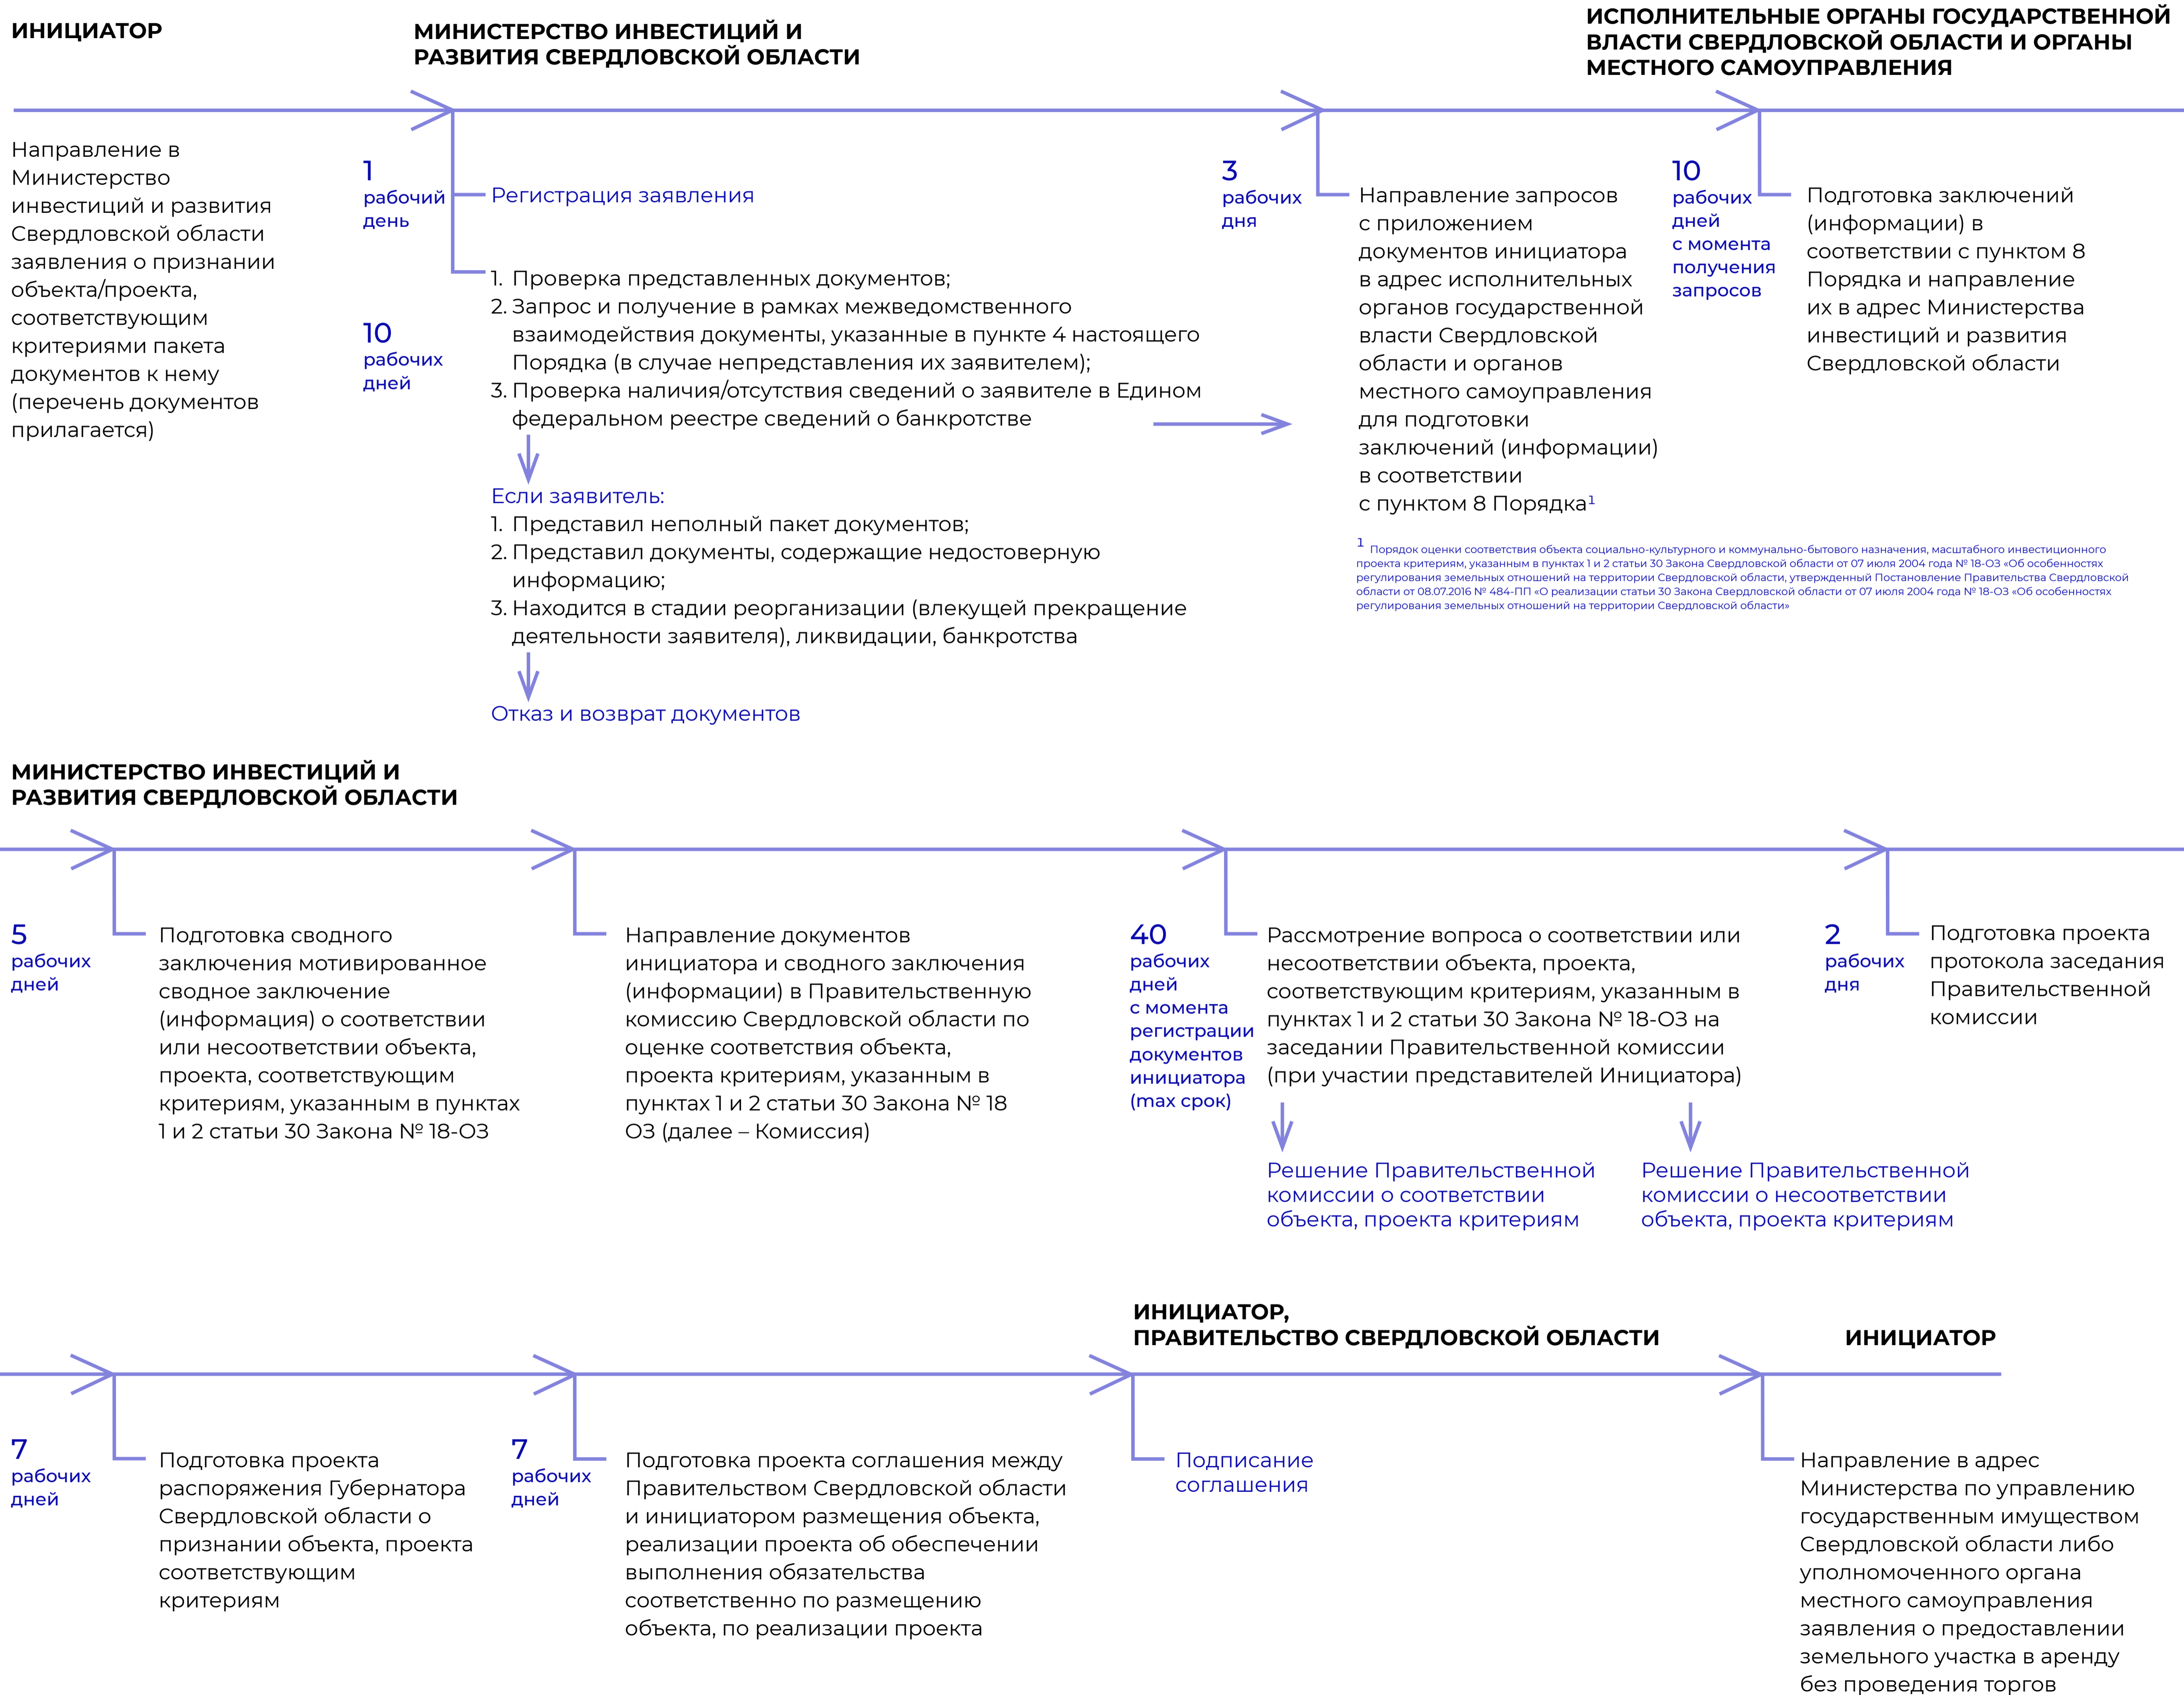 ИНИЦИАТОР
Направление в
Министерство
инвестиций и развития
Свердловской области
заявления о признании
объекта/проекта,
соответствующим
критериями пакета
документов к нему
(перечень документов
прилагается)
МИНИСТЕРСТВО ИНВЕСТИЦИЙ И
РАЗВИТИЯ СВЕРДЛОВСКОЙ ОБЛАСТИ
1
рабочий
день
Регистрация заявления
10
рабочих
дней
1. Проверка представленных документов;
2. Запрос и получение в рамках межведомственного
взаимодействия документы, указанные в пункте 4 настоящего
Порядка (в случае непредставления их заявителем);
3. Проверка наличия/отсутствия сведений о заявителе в Едином
федеральном реестре сведений о банкротстве
Если заявитель:
1. Представил неполный пакет документов;
2. Представил документы, содержащие недостоверную
информацию;
3. Находится в стадии реорганизации (влекущей прекращение
деятельности заявителя), ликвидации, банкротства
Отказ и возврат документов
3
рабочих
дня
Направление запросов
с приложением
документов инициатора
в адрес исполнительных
органов государственной
власти Свердловской
области и органов
местного самоуправления
для подготовки
заключений (информации)
в соответствии
с пунктом 8 Порядка¹
ИСПОЛНИТЕЛЬНЫЕ ОРГАНЫ ГОСУДАРСТВЕННОЙ
ВЛАСТИ СВЕРДЛОВСКОЙ ОБЛАСТИ И ОРГАНЫ
МЕСТНОГО САМОУПРАВЛЕНИЯ
10
рабочих
дней
с момента
получения
запросов
Подготовка заключений
(информации) в
соответствии с пунктом 8
Порядка и направление
их в адрес Министерства
инвестиций и развития
Свердловской области
¹ Порядок оценки соответствия объекта социально-культурного и коммунально-бытового назначения, масштабного инвестиционного
проекта критериям, указанным в пунктах 1 и 2 статьи 30 Закона Свердловской области от 07 июля 2004 года № 18-ОЗ «Об особенностях
регулирования земельных отношений на территории Свердловской области, утвержденный Постановление Правительства Свердловской
области от 08.07.2016 № 484-ПП «О реализации статьи 30 Закона Свердловской области от 07 июля 2004 года № 18-ОЗ «Об особенностях
регулирования земельных отношений на территории Свердловской области»
МИНИСТЕРСТВО ИНВЕСТИЦИЙ И
РАЗВИТИЯ СВЕРДЛОВСКОЙ ОБЛАСТИ
5
рабочих
дней
Подготовка сводного
заключения мотивированное
сводное заключение
(информация) о соответствии
или несоответствии объекта,
проекта, соответствующим
критериям, указанным в пунктах
1 и 2 статьи 30 Закона № 18-ОЗ
Направление документов
инициатора и сводного заключения
(информации) в Правительственную
комиссию Свердловской области по
оценке соответствия объекта,
проекта критериям, указанным в
пунктах 1 и 2 статьи 30 Закона № 18
ОЗ (далее – Комиссия)
40
рабочих
дней
с момента
регистрации
документов
инициатора
(max срок)
Рассмотрение вопроса о соответствии или
несоответствии объекта, проекта,
соответствующим критериям, указанным в
пунктах 1 и 2 статьи 30 Закона № 18-ОЗ на
заседании Правительственной комиссии
(при участии представителей Инициатора)
Решение Правительственной
комиссии о соответствии
объекта, проекта критериям
Решение Правительственной
комиссии о несоответствии
объекта, проекта критериям
2
рабочих
дня
Подготовка проекта
протокола заседания
Правительственной
комиссии
7
рабочих
дней
Подготовка проекта
распоряжения Губернатора
Свердловской области о
признании объекта, проекта
соответствующим
критериям
7
рабочих
дней
Подготовка проекта соглашения между
Правительством Свердловской области
и инициатором размещения объекта,
реализации проекта об обеспечении
выполнения обязательства
соответственно по размещению
объекта, по реализации проекта
ИНИЦИАТОР,
ПРАВИТЕЛЬСТВО СВЕРДЛОВСКОЙ ОБЛАСТИ
Подписание
соглашения
ИНИЦИАТОР
Направление в адрес
Министерства по управлению
государственным имуществом
Свердловской области либо
уполномоченного органа
местного самоуправления
заявления о предоставлении
земельного участка в аренду
без проведения торгов